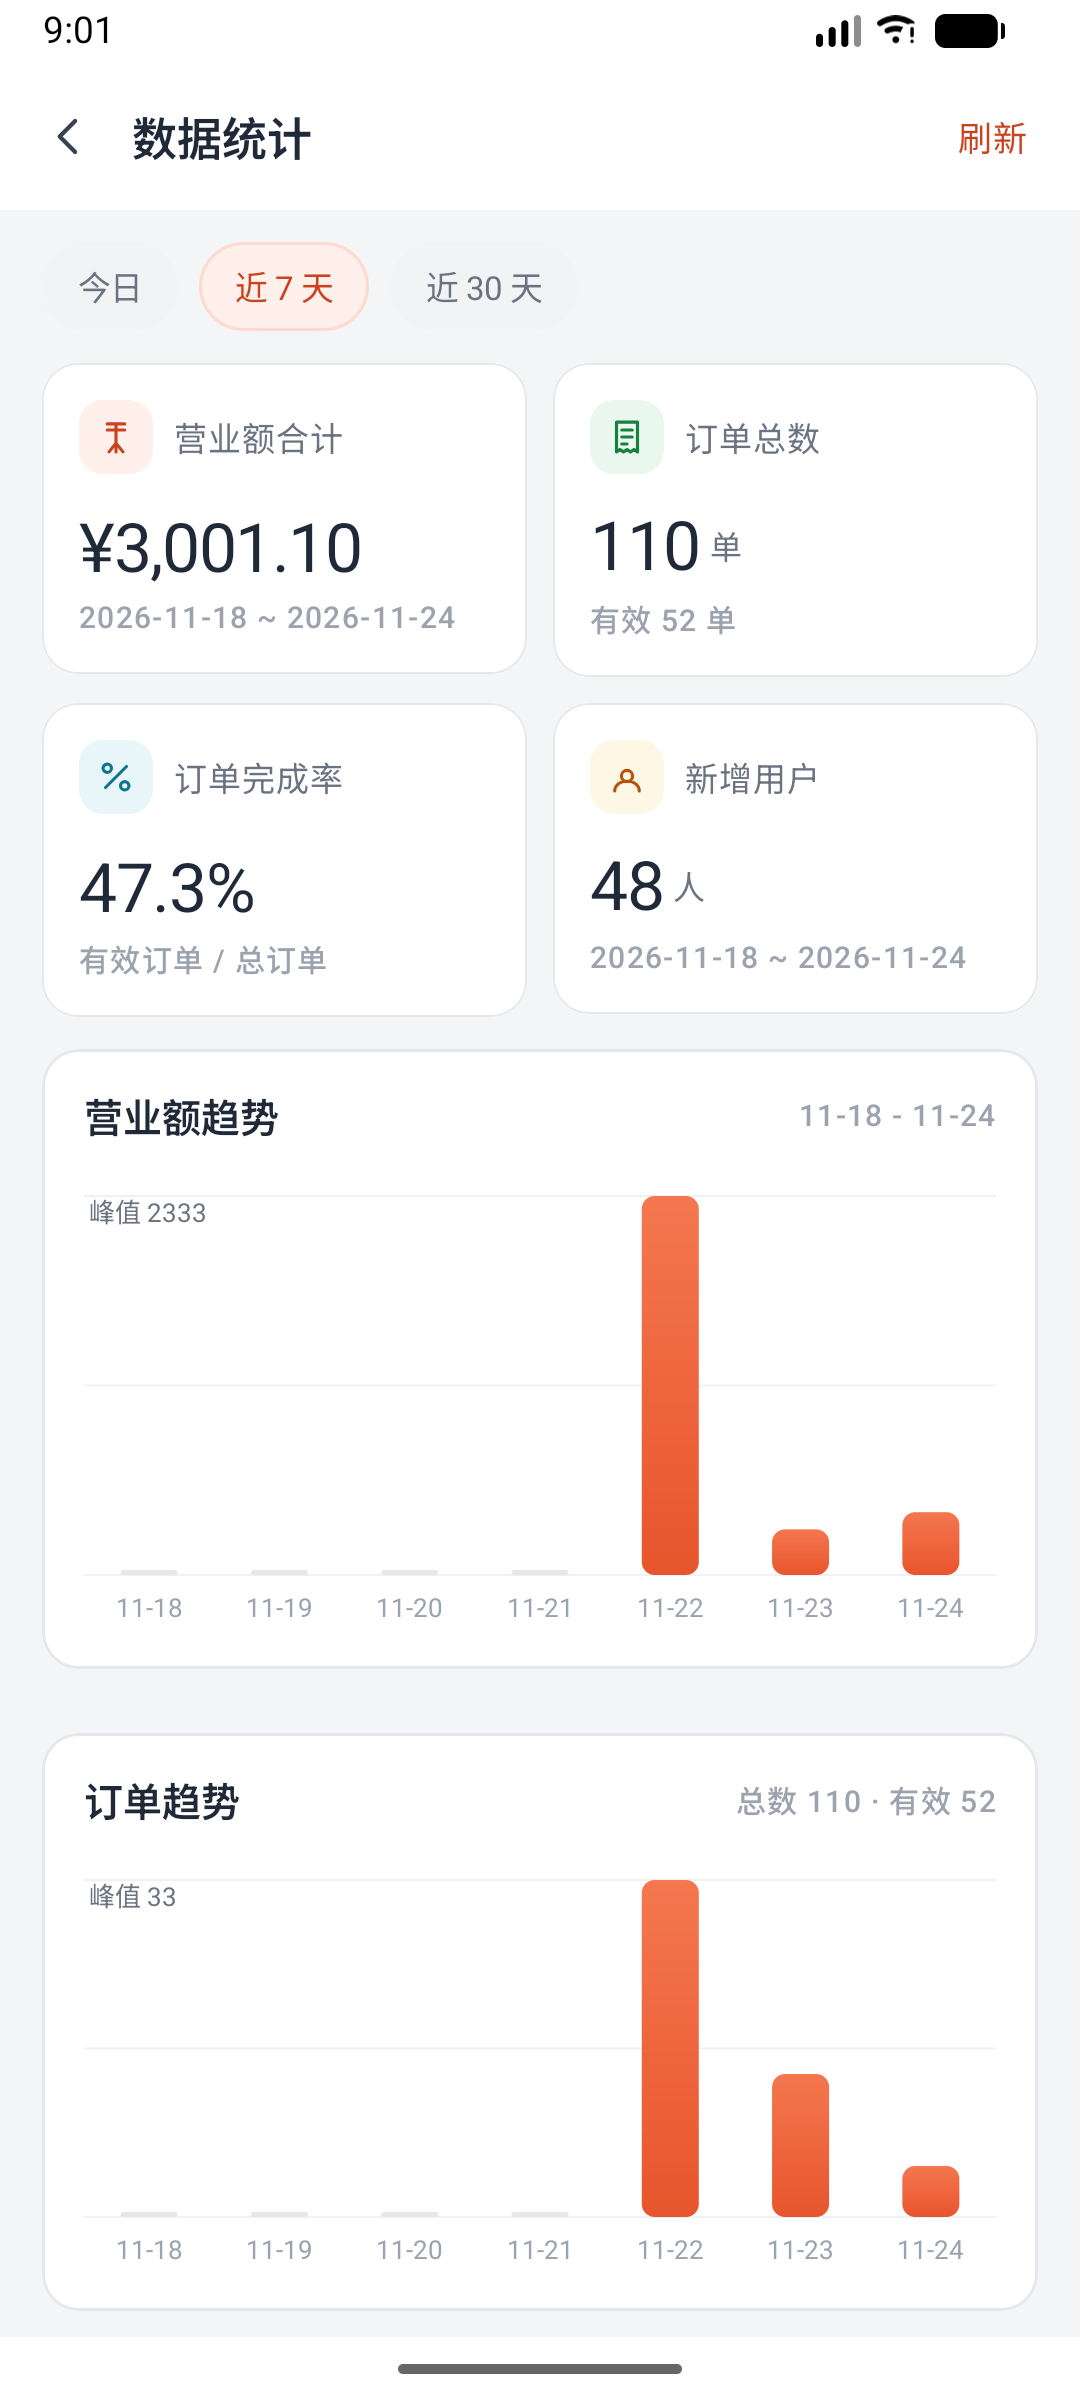 9:01
数据统计
刷新
今日
近 7 天
近 30 天
营业额合计
¥3,001.10
2026-11-18 ~ 2026-11-24
订单总数
110 单
有效 52 单
订单完成率
47.3%
有效订单 / 总订单
新增用户
48 人
2026-11-18 ~ 2026-11-24
营业额趋势
11-18 - 11-24
峰值 2333
11-18 11-19 11-20 11-21 11-22 11-23 11-24
订单趋势
总数 110 · 有效 52
峰值 33
11-18 11-19 11-20 11-21 11-22 11-23 11-24